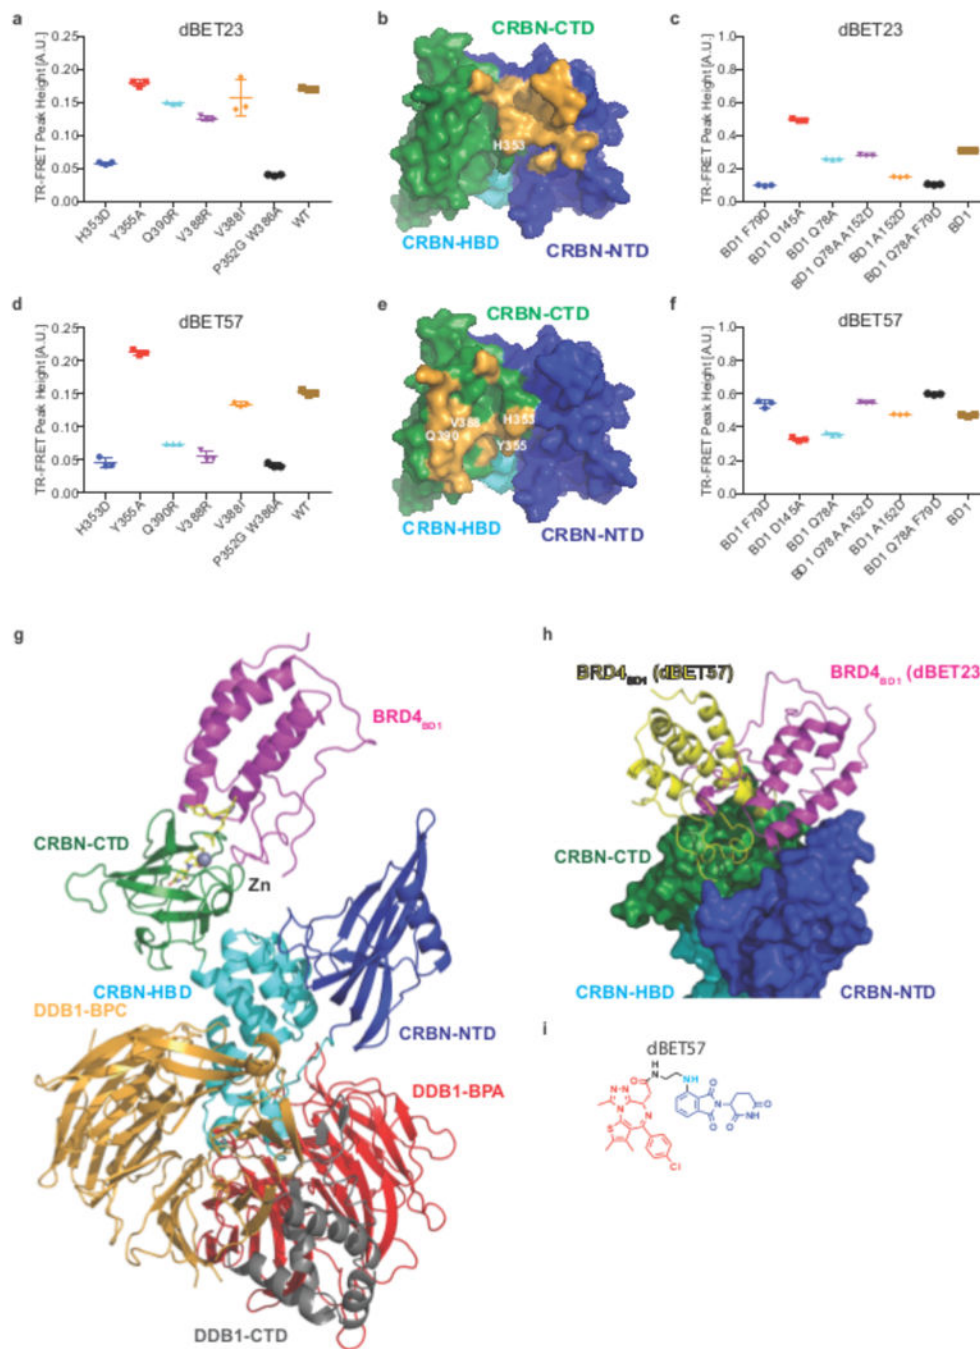 a
dBET23
TR-FRET Peak Height [A.U.]
0.25
0.20
0.15
0.10
0.05
0.00
H353D
Y355A
Q390R
V388R
V388I
P352G W386A
WT
b
CRBN-CTD
H353
CRBN-HBD
CRBN-NTD
c
dBET23
TR-FRET Peak Height [A.U.]
1.0
0.8
0.6
0.4
0.2
0.0
BD1 F79D
BD1 D145A
BD1 Q78A
BD1 Q78A A152D
BD1 A152D
BD1 Q78A F79D
BD1
d
dBET57
TR-FRET Peak Height [A.U.]
0.25
0.20
0.15
0.10
0.05
0.00
H353D
Y355A
Q390R
V388R
V388I
P352G W386A
WT
e
CRBN-CTD
V388
H353
Q390
Y355
CRBN-HBD
CRBN-NTD
f
dBET57
TR-FRET Peak Height [A.U.]
1.0
0.8
0.6
0.4
0.2
0.0
BD1 F79D
BD1 D145A
BD1 Q78A
BD1 Q78A A152D
BD1 A152D
BD1 Q78A F79D
BD1
g
BRD4BD1
CRBN-CTD
Zn
CRBN-HBD
DDB1-BPC
CRBN-NTD
DDB1-BPA
DDB1-CTD
h
BRD4BD1 (dBET57)
BRD4BD1 (dBET23
CRBN-CTD
CRBN-HBD
CRBN-NTD
i
dBET57
H
N
O
NH
N-N
N
S
N
Cl
O
N
O
O
NH
O